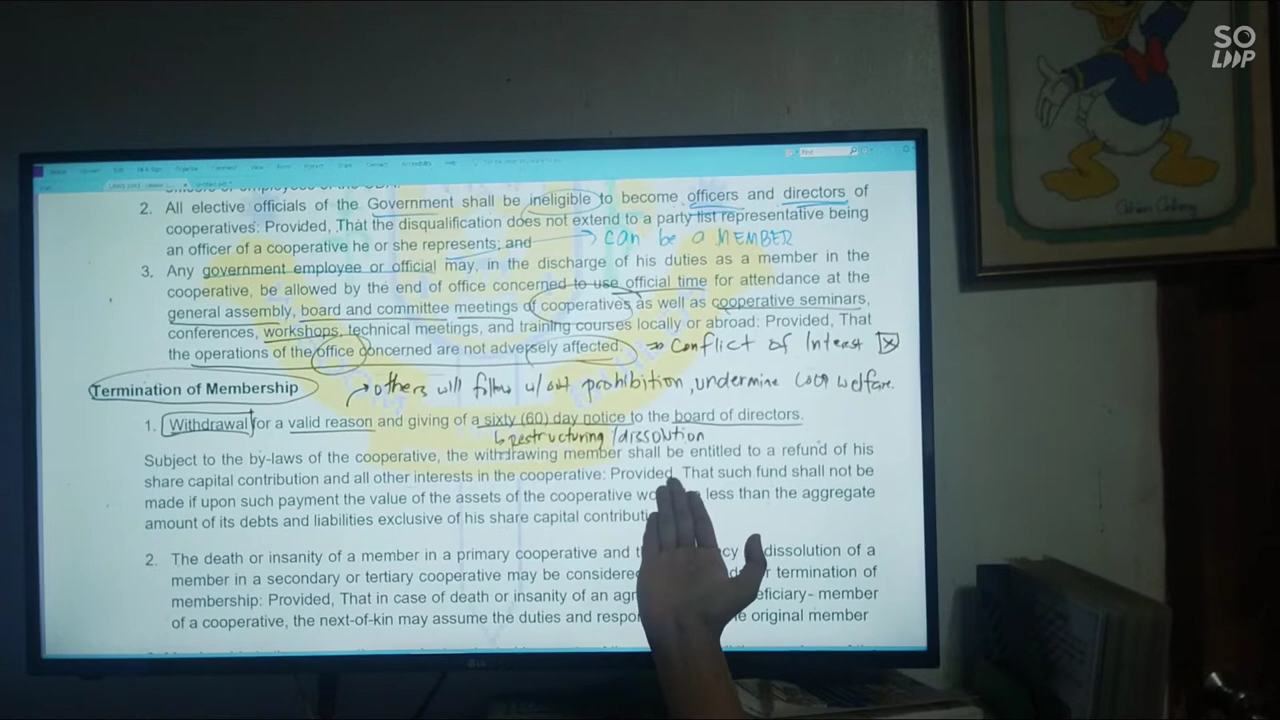 SO
LOOP
Find
2. All elective officials of the Government shall be ineligible to become officers and directors of
cooperatives: Provided, That the disqualification does not extend to a party list representative being
an officer of a cooperative he or she represents; and → can be a MEMBER
3. Any government employee or official may, in the discharge of his duties as a member in the
cooperative, be allowed by the end of office concerned to use official time for attendance at the
general assembly, board and committee meetings of cooperatives as well as cooperative seminars,
conferences, workshops, technical meetings, and training courses locally or abroad: Provided, That
the operations of the office concerned are not adversely affected. ⇒ Conflict of Interest
Termination of Membership → others will follow w/out prohibition, undermine coop welfare.
1. Withdrawal for a valid reason and giving of a sixty (60) day notice to the board of directors.
↳ restructuring /dissolution
Subject to the by-laws of the cooperative, the withdrawing member shall be entitled to a refund of his
share capital contribution and all other interests in the cooperative: Provided, That such fund shall not be
made if upon such payment the value of the assets of the cooperative less than the aggregate
amount of its debts and liabilities exclusive of his share capital
2. The death or insanity of a member in a primary cooperative and dissolution of a
member in a secondary or tertiary cooperative may be considered termination of
membership: Provided, That in case of death or insanity of an member
of a cooperative, the next-of-kin may assume the duties and original member
LG